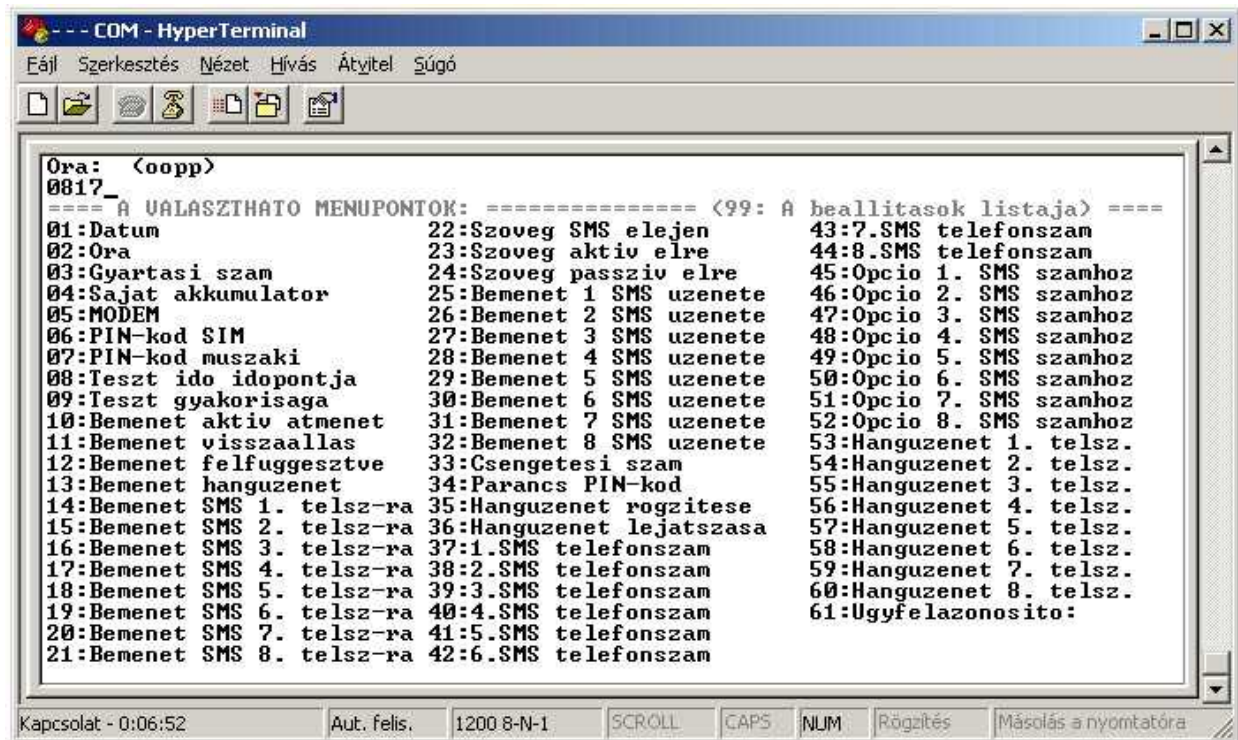 - - - COM - HyperTerminal
Fájl Szerkesztés Nézet Hívás Átvitel Súgó
Ora: (oopp)
0817_
==== A VALASZTHATO MENUPONTOK: =============== (99: A beallitasok listaja) ====
01:Datum 22:Szoveg SMS elejen 43:7.SMS telefonszam
02:Ora 23:Szoveg aktiv elre 44:8.SMS telefonszam
03:Gyartasi szam 24:Szoveg passziv elre 45:Opcio 1. SMS szamhoz
04:Sajat akkumulator 25:Bemenet 1 SMS uzenete 46:Opcio 2. SMS szamhoz
05:MODEM 26:Bemenet 2 SMS uzenete 47:Opcio 3. SMS szamhoz
06:PIN-kod SIM 27:Bemenet 3 SMS uzenete 48:Opcio 4. SMS szamhoz
07:PIN-kod muszaki 28:Bemenet 4 SMS uzenete 49:Opcio 5. SMS szamhoz
08:Teszt ido idopontja 29:Bemenet 5 SMS uzenete 50:Opcio 6. SMS szamhoz
09:Teszt gyakorisaga 30:Bemenet 6 SMS uzenete 51:Opcio 7. SMS szamhoz
10:Bemenet aktiv atmenet 31:Bemenet 7 SMS uzenete 52:Opcio 8. SMS szamhoz
11:Bemenet visszaallas 32:Bemenet 8 SMS uzenete 53:Hanguzenet 1. telsz.
12:Bemenet felfuggesztve 33:Csengetesi szam 54:Hanguzenet 2. telsz.
13:Bemenet hanguzenet 34:Parancs PIN-kod 55:Hanguzenet 3. telsz.
14:Bemenet SMS 1. telsz-ra 35:Hanguzenet rogzitese 56:Hanguzenet 4. telsz.
15:Bemenet SMS 2. telsz-ra 36:Hanguzenet lejatszasa 57:Hanguzenet 5. telsz.
16:Bemenet SMS 3. telsz-ra 37:1.SMS telefonszam 58:Hanguzenet 6. telsz.
17:Bemenet SMS 4. telsz-ra 38:2.SMS telefonszam 59:Hanguzenet 7. telsz.
18:Bemenet SMS 5. telsz-ra 39:3.SMS telefonszam 60:Hanguzenet 8. telsz.
19:Bemenet SMS 6. telsz-ra 40:4.SMS telefonszam 61:Ugyfelazonosito:
20:Bemenet SMS 7. telsz-ra 41:5.SMS telefonszam
21:Bemenet SMS 8. telsz-ra 42:6.SMS telefonszam
Kapcsolat - 0:06:52 Aut. felis. 1200 8-N-1 SCROLL CAPS NUM Rögzítés Másolás a nyomtatóra